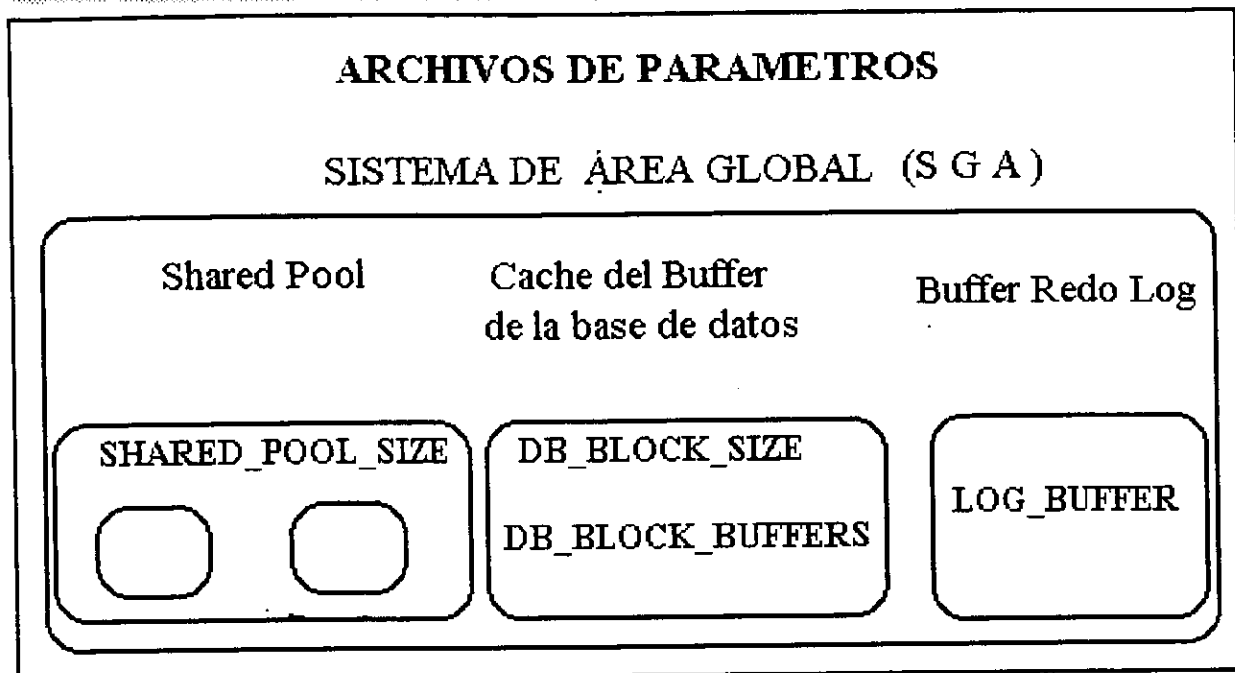 ARCHIVOS DE PARAMETROS
SISTEMA DE ÁREA GLOBAL (S G A)
Shared Pool
Cache del Buffer
de la base de datos
Buffer Redo Log
SHARED_POOL_SIZE
DB_BLOCK_SIZE
DB_BLOCK_BUFFERS
LOG_BUFFER